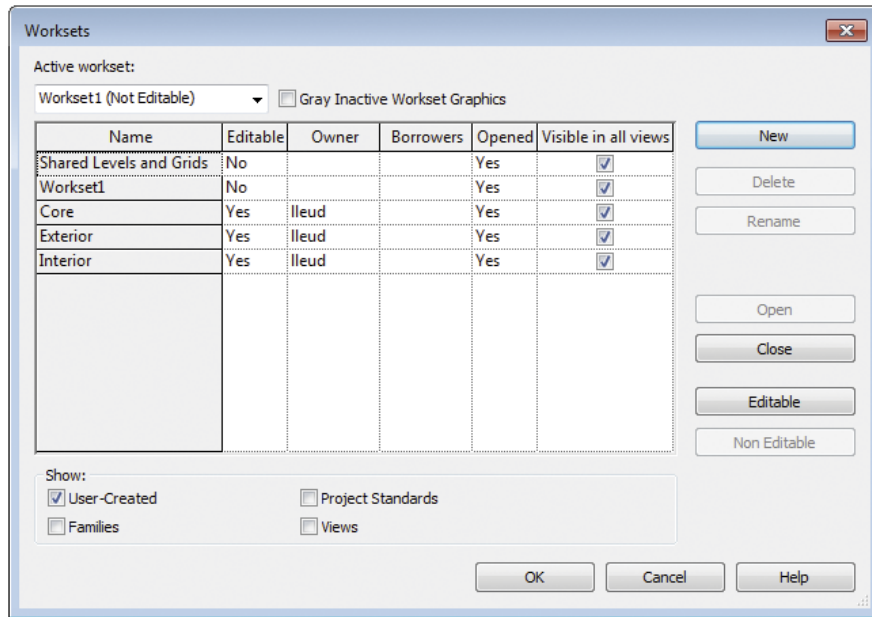 Worksets
Active workset:
Workset1 (Not Editable)
Gray Inactive Workset Graphics
Name Editable Owner Borrowers Opened Visible in all views
Shared Levels and Grids No Yes
Workset1 No Yes
Core Yes lleud Yes
Exterior Yes lleud Yes
Interior Yes lleud Yes
New
Delete
Rename
Open
Close
Editable
Non Editable
Show:
User-Created Project Standards
Families Views
OK Cancel Help